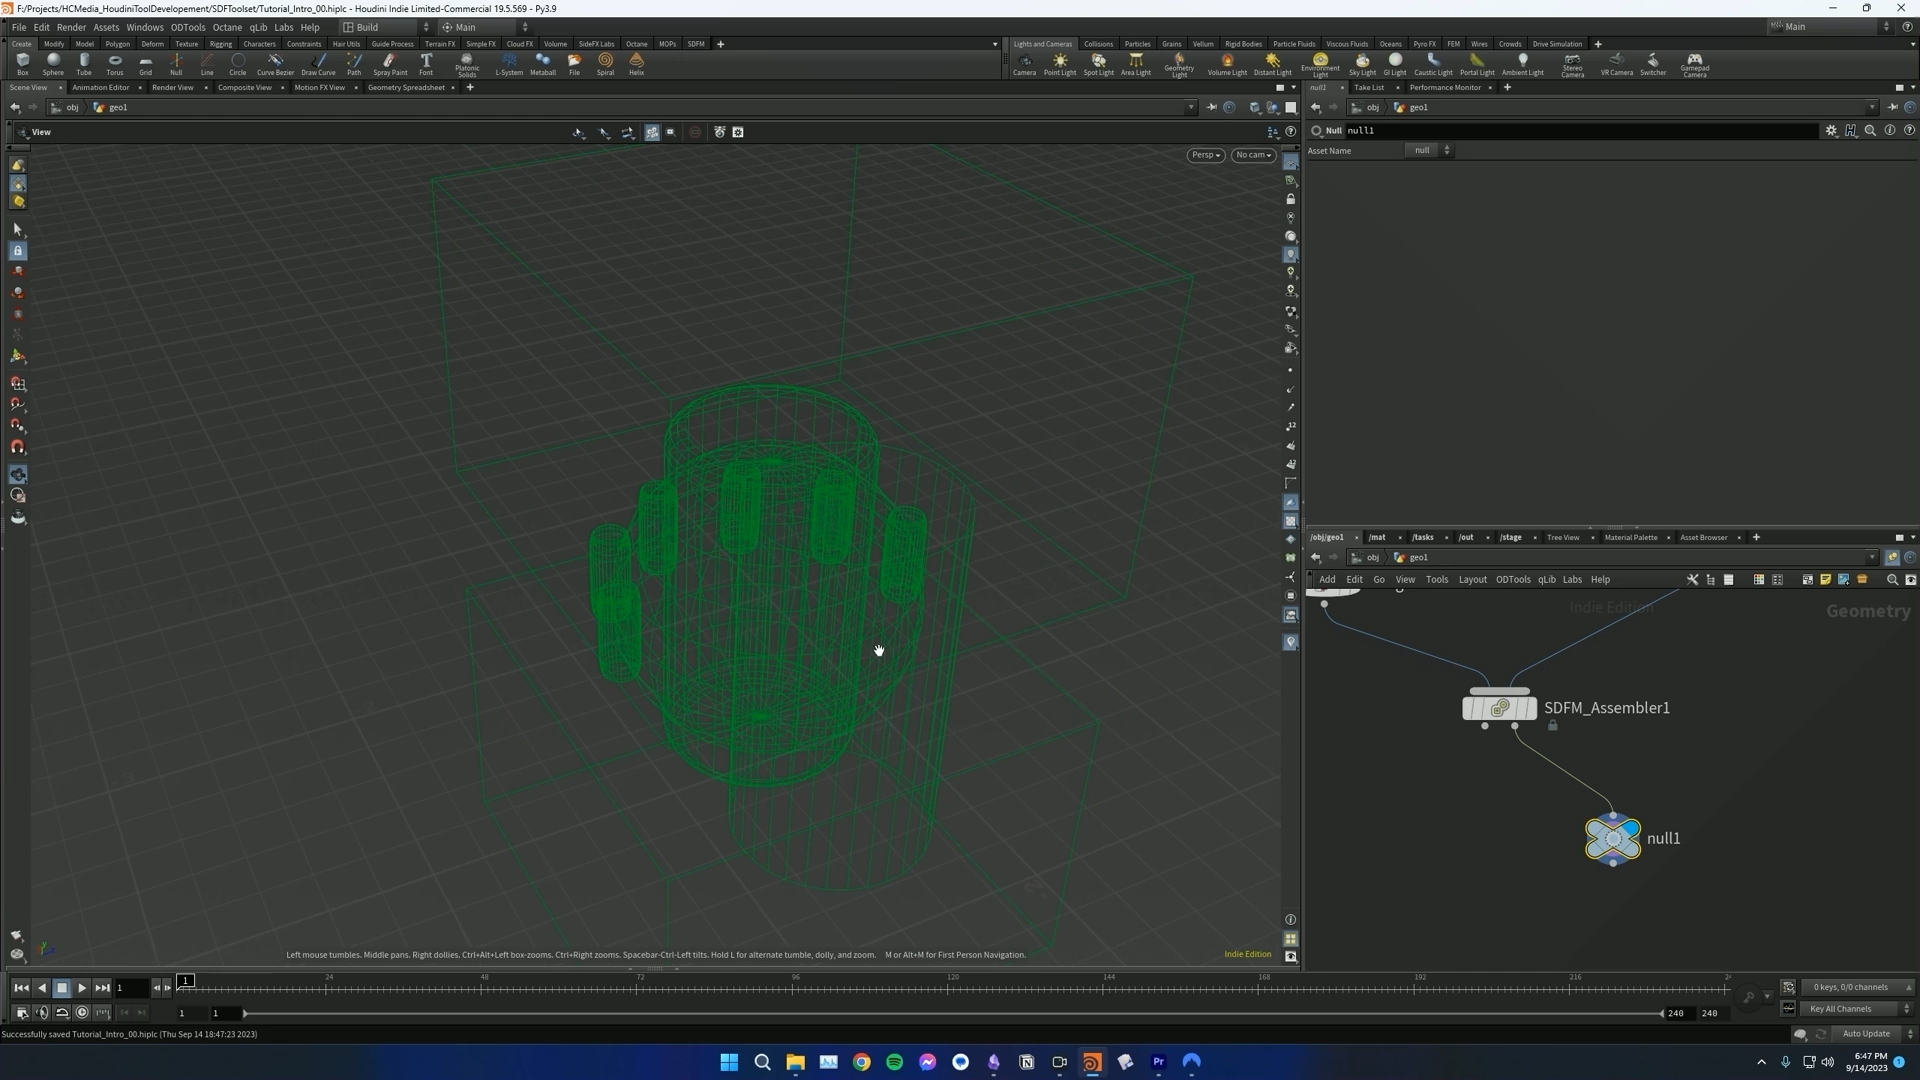 F:/Projects/HCMedia_HoudiniToolDevelopement/SDFToolset/Tutorial_Intro_00.hiplc - Houdini Indie Limited-Commercial 19.5.569 - Py3.9
File Edit Render Assets Windows ODTools Octane qLib Labs Help Build Main Main
Create Modify Model Polygon Deform Texture Rigging Characters Constraints Hair Utils Guide Process Terrain FX Simple FX Cloud FX Volume SideFX Labs Octane MOPs SDFM
Lights and Cameras Collisions Particles Grains Vellum Rigid Bodies Particle Fluids Viscous Fluids Oceans Pyro FX FEM Wires Crowds Drive Simulation
Box Sphere Tube Torus Grid Null Line Circle Curve Bezier Draw Curve Path Spray Paint Font Platonic Solids L-System Metaball File Spiral Helix
Camera Point Light Spot Light Area Light Geometry Light Volume Light Distant Light Environment Light Sky Light GI Light Caustic Light Portal Light Ambient Light Stereo Camera VR Camera Switcher Gamepad Camera
Scene View Animation Editor Render View Composite View Motion FX View Geometry Spreadsheet
null1 Take List Performance Monitor
obj geo1
obj geo1
View
Null null1
Asset Name null
Persp No cam
/obj/geo1 /mat /tasks /out /stage Tree View Material Palette Asset Browser
obj geo1
Add Edit Go View Tools Layout ODTools qLib Labs Help
Indie Edition
Geometry
SDFM_Assembler1
null1
Left mouse tumbles. Middle pans. Right dollies. Ctrl+Alt+Left box-zooms. Ctrl+Right zooms. Spacebar-Ctrl-Left tilts. Hold L for alternate tumble, dolly, and zoom. M or Alt+M for First Person Navigation.
Indie Edition
1 1 24 48 72 96 120 144 168 192 216
0 keys, 0/0 channels
1 1 240 240
Key All Channels
Successfully saved Tutorial_Intro_00.hiplc (Thu Sep 14 18:47:23 2023)
Auto Update
6:47 PM
9/14/2023